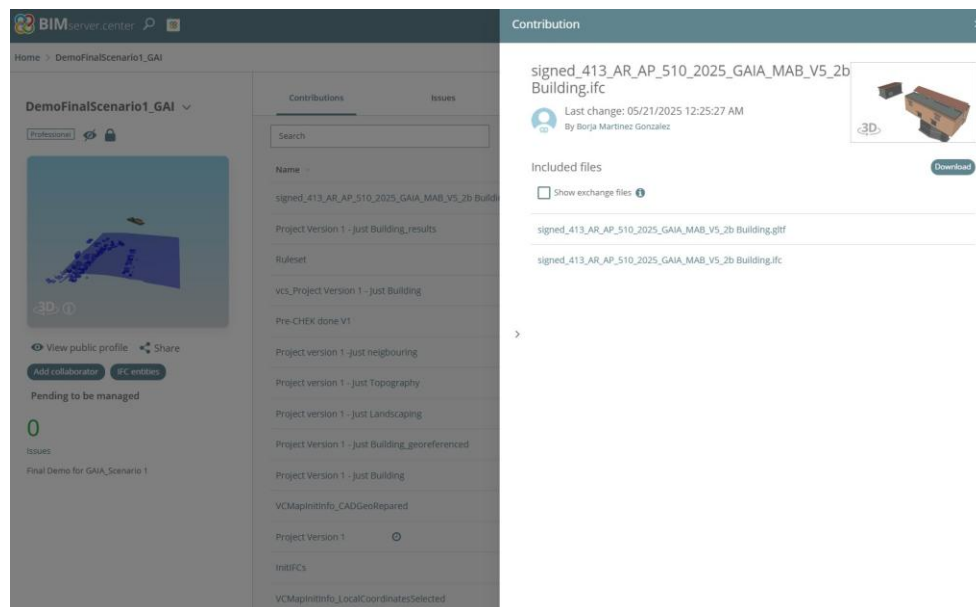 BIMserver.center
Home > DemoFinalScenario1_GAI
DemoFinalScenario1_GAI
Professional
3D
View public profile
Share
Add collaborator
IFC entities
Pending to be managed
0
Issues
Final Demo for GAIA_Scenario 1
Contributions
Issues
Search
Name
signed_413_AR_AP_510_2025_GAIA_MAB_V5_2b Buildi
Project Version 1 - Just Building_results
Ruleset
vcs_Project Version 1 - Just Building
Pre-CHEK done V1
Project version 1 -Just neigbouring
Project version 1 - Just Topography
Project version 1 - Just Landscaping
Project Version 1 - Just Building_georeferenced
Project Version 1 - Just Building
VCMapInitInfo_CADGeoRepared
Project Version 1
InitIFCs
VCMapInitInfo_LocalCoordinatesSelected
Contribution
signed_413_AR_AP_510_2025_GAIA_MAB_V5_2b
Building.ifc
Last change: 05/21/2025 12:25:27 AM
By Borja Martinez Gonzalez
3D
Included files
Download
Show exchange files
signed_413_AR_AP_510_2025_GAIA_MAB_V5_2b Building.gltf
signed_413_AR_AP_510_2025_GAIA_MAB_V5_2b Building.ifc